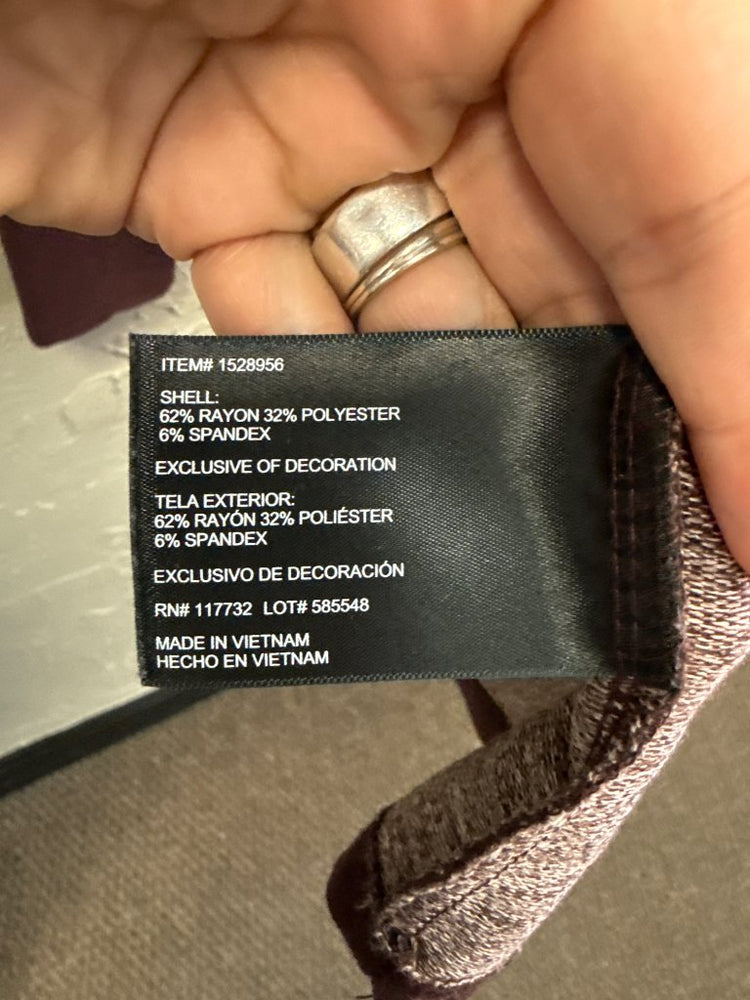 ITEM# 1528956
SHELL:
62% RAYON 32% POLYESTER
6% SPANDEX
EXCLUSIVE OF DECORATION
TELA EXTERIOR:
62% RAYÓN 32% POLIÉSTER
6% SPANDEX
EXCLUSIVO DE DECORACIÓN
RN# 117732 LOT# 585548
MADE IN VIETNAM
HECHO EN VIETNAM